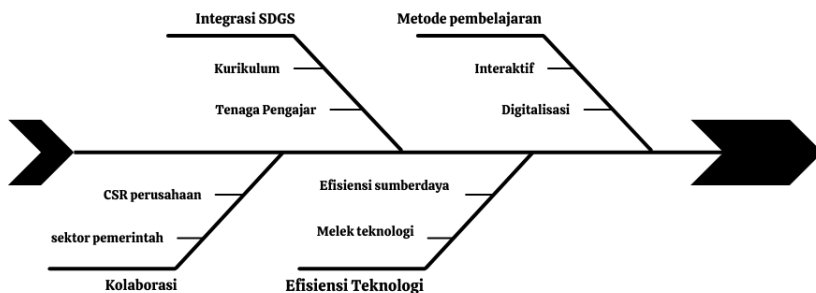 Integrasi SDGS
Metode pembelajaran
Kurikulum
Interaktif
Tenaga Pengajar
Digitalisasi
CSR perusahaan
Efisiensi sumberdaya
sektor pemerintah
Melek teknologi
Kolaborasi
Efisiensi Teknologi